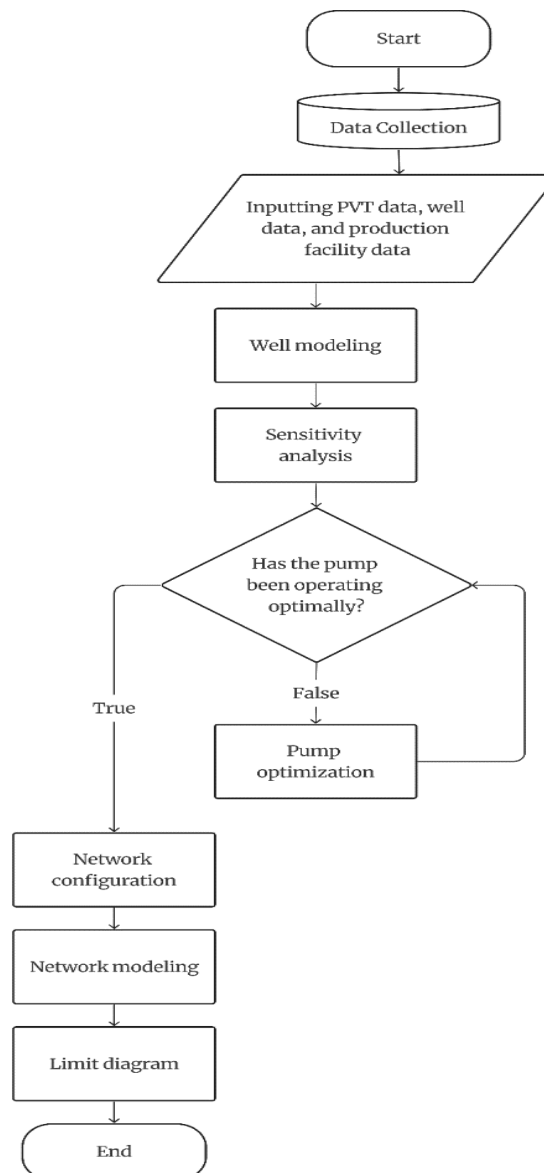 Start
Data Collection
Inputting PVT data, well
data, and production
facility data
Well modeling
Sensitivity
analysis
Has the pump
been operating
optimally?
False
True
Pump
optimization
Network
configuration
Network modeling
Limit diagram
End